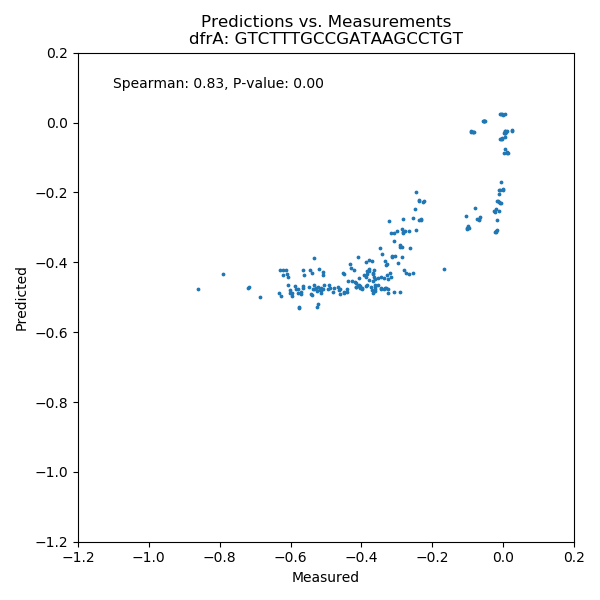 Predictions vs. Measurements
dfrA: GTCTTTGCCGATAAGCCTGT
Spearman: 0.83, P-value: 0.00
0.2
0.0
−0.2
−0.4
−0.6
−0.8
−1.0
−1.2
Predicted
−1.2 −1.0 −0.8 −0.6 −0.4 −0.2 0.0 0.2
Measured